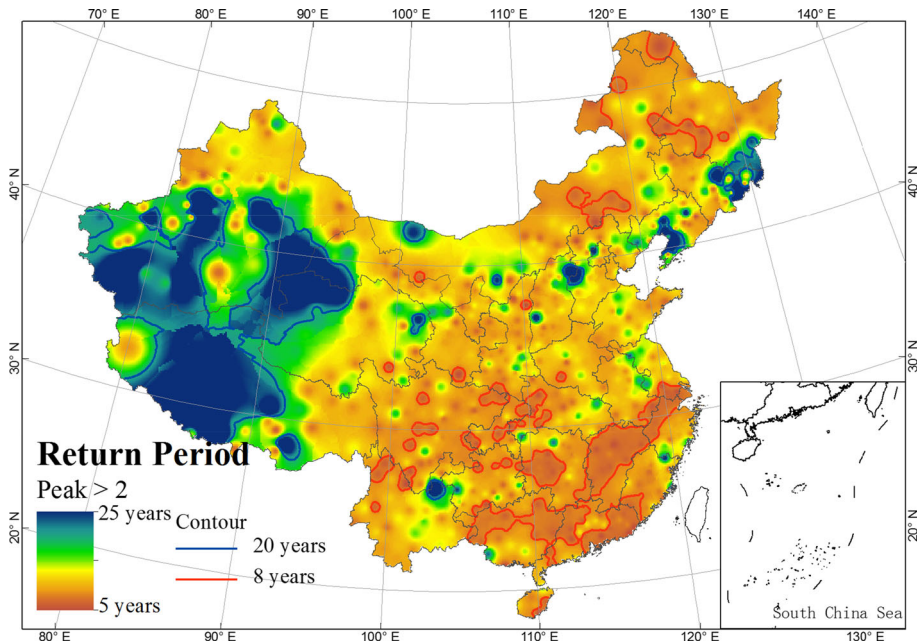 70° E 80° E 90° E 100° E 110° E 120° E 130° E 140° E
40° N
40° N
30° N
30° N
20° N
20° N
Return Period
Peak > 2
25 years
5 years
Contour
20 years
8 years
South China Sea
80° E 90° E 100° E 110° E 120° E